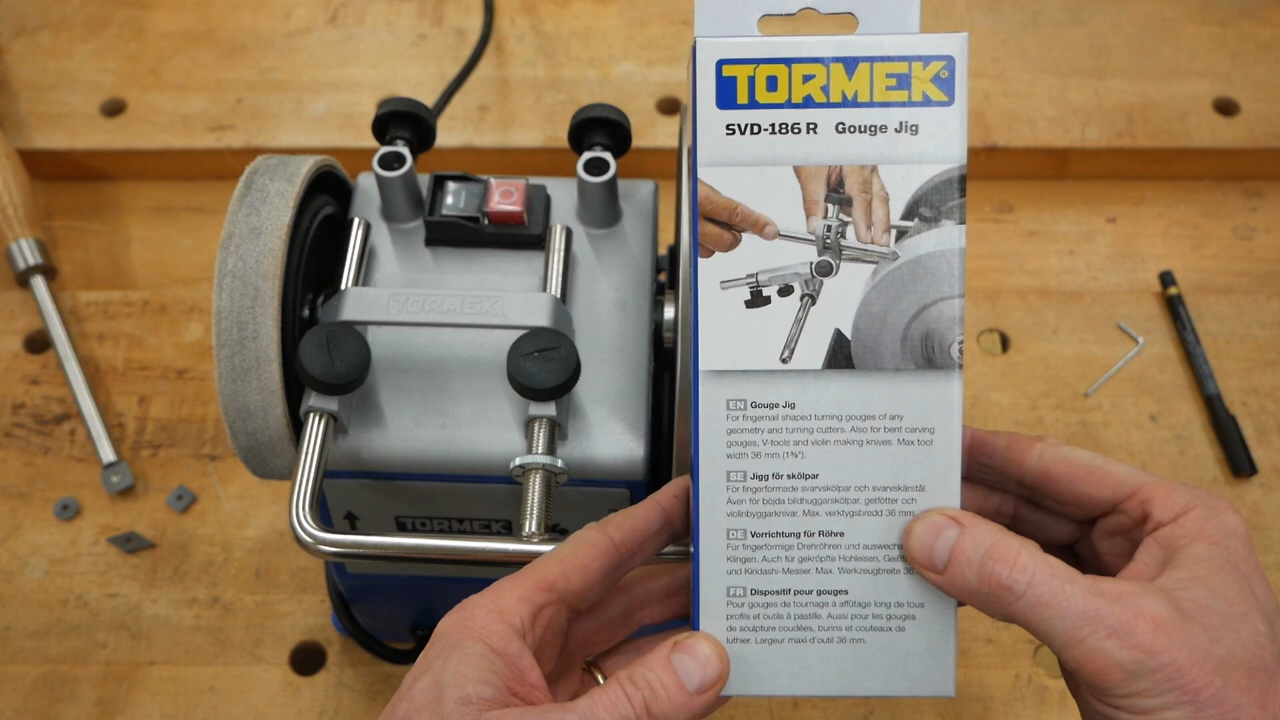 TORMEK®
SVD-186 R Gouge Jig
EN Gouge Jig
For fingernail shaped turning gouges of any
geometry and turning cutters. Also for bent carving
gouges, V-tools and violin making knives. Max tool
width 36 mm (1⅜").
SE Jigg för skölpar
För fingerformade svarvskölpar och svarvskärstål.
Även för böjda bildhuggarskölpar, getfötter och
violinbyggarknivar. Max. verktygsbredd 36 mm.
DE Vorrichtung für Röhre
Für fingerförmige Drehröhren und
Klingen. Auch für gekröpfte Hohleisen,
und Kiridashi-Messer. Max. Werkzeugbreite 36
FR Dispositif pour gouges
Pour gouges de tournage à affûtage long de tous
profils et outils à pastille. Aussi pour les gouges
de sculpture coudées, burins et couteaux de
luthier. Largeur maxi d'outil 36 mm.
TORMEK
TORMEK